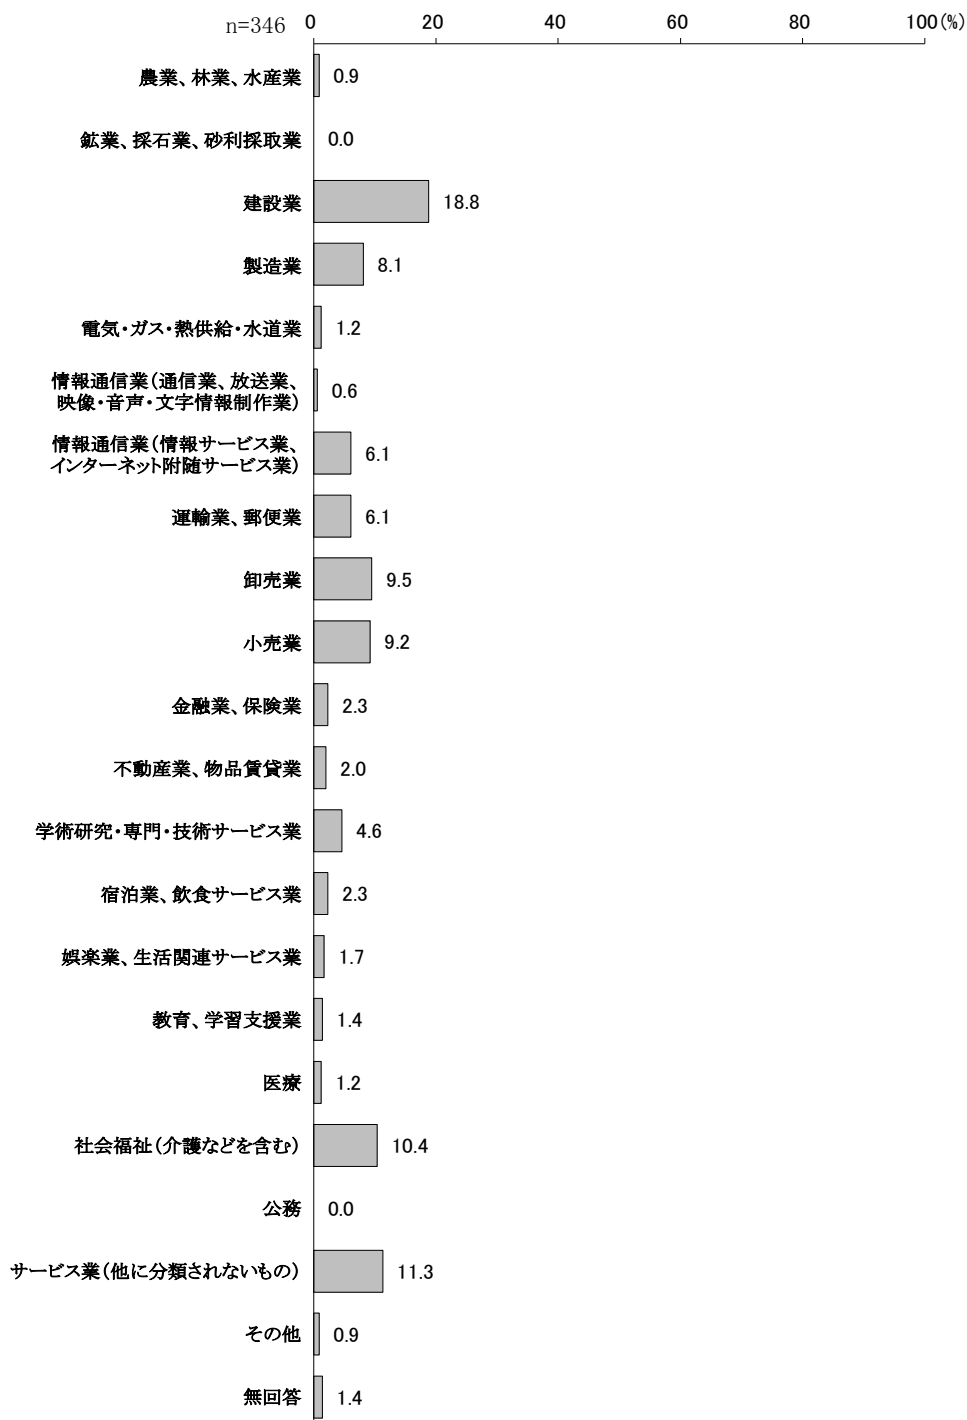 n=346
0 20 40 60 80 100(%)
農業、林業、水産業 0.9
鉱業、採石業、砂利採取業 0.0
建設業 18.8
製造業 8.1
電気・ガス・熱供給・水道業 1.2
情報通信業(通信業、放送業、
映像・音声・文字情報制作業) 0.6
情報通信業(情報サービス業、
インターネット附随サービス業) 6.1
運輸業、郵便業 6.1
卸売業 9.5
小売業 9.2
金融業、保険業 2.3
不動産業、物品賃貸業 2.0
学術研究・専門・技術サービス業 4.6
宿泊業、飲食サービス業 2.3
娯楽業、生活関連サービス業 1.7
教育、学習支援業 1.4
医療 1.2
社会福祉(介護などを含む) 10.4
公務 0.0
サービス業(他に分類されないもの) 11.3
その他 0.9
無回答 1.4